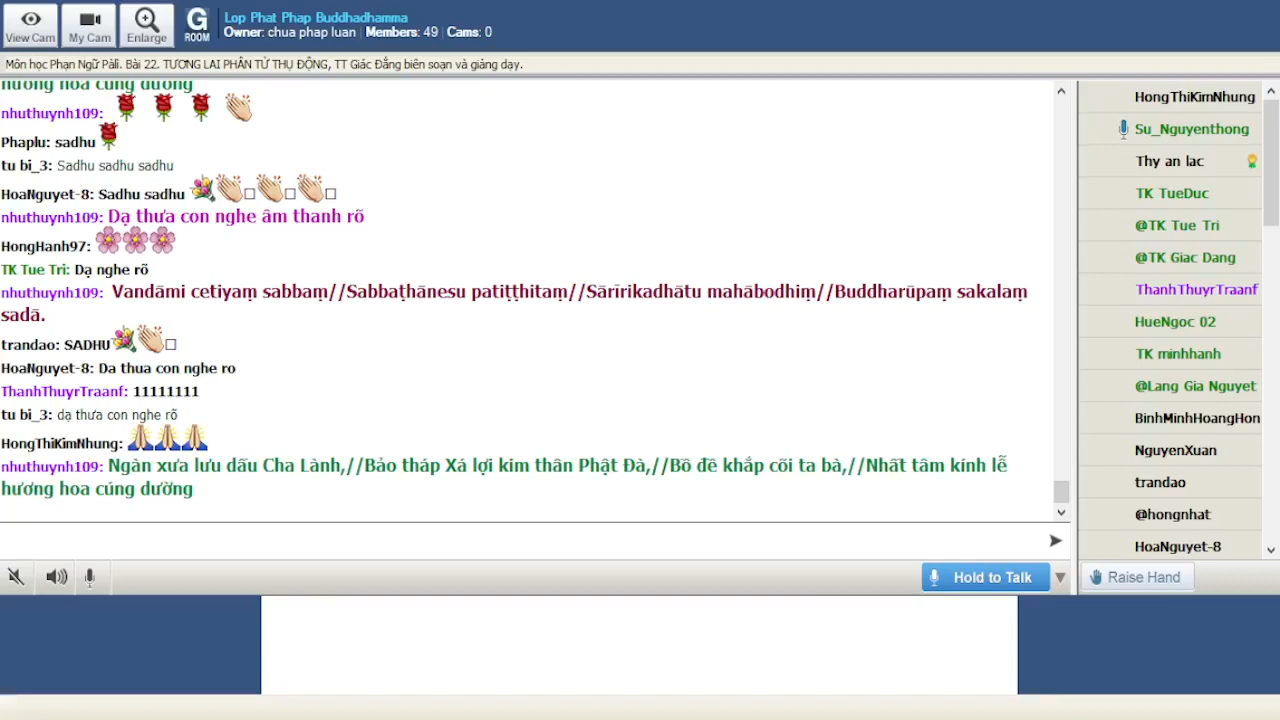 View Cam
My Cam
Enlarge
G
ROOM
Lop Phat Phap Buddhadhamma
Owner: chua phap luan | Members: 49 | Cams: 0
Môn học Phạn Ngữ Pāli. Bài 22. TƯƠNG LAI PHÂN TỪ THỤ ĐỘNG, TT Giác Đẳng biên soạn và giảng dạy.
hương hoa cúng dường
nhuthuynh109:
Phaplu: sadhu
tu bi_3: Sadhu sadhu sadhu
HoaNguyet-8: Sadhu sadhu
nhuthuynh109: Dạ thưa con nghe âm thanh rõ
HongHanh97:
TK Tue Tri: Dạ nghe rõ
nhuthuynh109: Vandāmi cetiyaṃ sabbaṃ//Sabbaṭhānesu patiṭṭhitaṃ//Sārīrikadhātu mahābodhiṃ//Buddharūpaṃ sakalaṃ
sadā.
trandao: SADHU
HoaNguyet-8: Da thua con nghe ro
ThanhThuyrTraanf: 11111111
tu bi_3: dạ thưa con nghe rõ
HongThiKimNhung:
nhuthuynh109: Ngàn xưa lưu dấu Cha Lành,//Bảo tháp Xá lợi kim thân Phật Đà,//Bồ đề khắp cõi ta bà,//Nhất tâm kính lễ
hương hoa cúng dường
Hold to Talk
HongThiKimNhung
Su_Nguyenthong
Thy an lac
TK TueDuc
@TK Tue Tri
@TK Giac Dang
ThanhThuyrTraanf
HueNgoc 02
TK minhhanh
@Lang Gia Nguyet
BinhMinhHoangHon
NguyenXuan
trandao
@hongnhat
HoaNguyet-8
Raise Hand